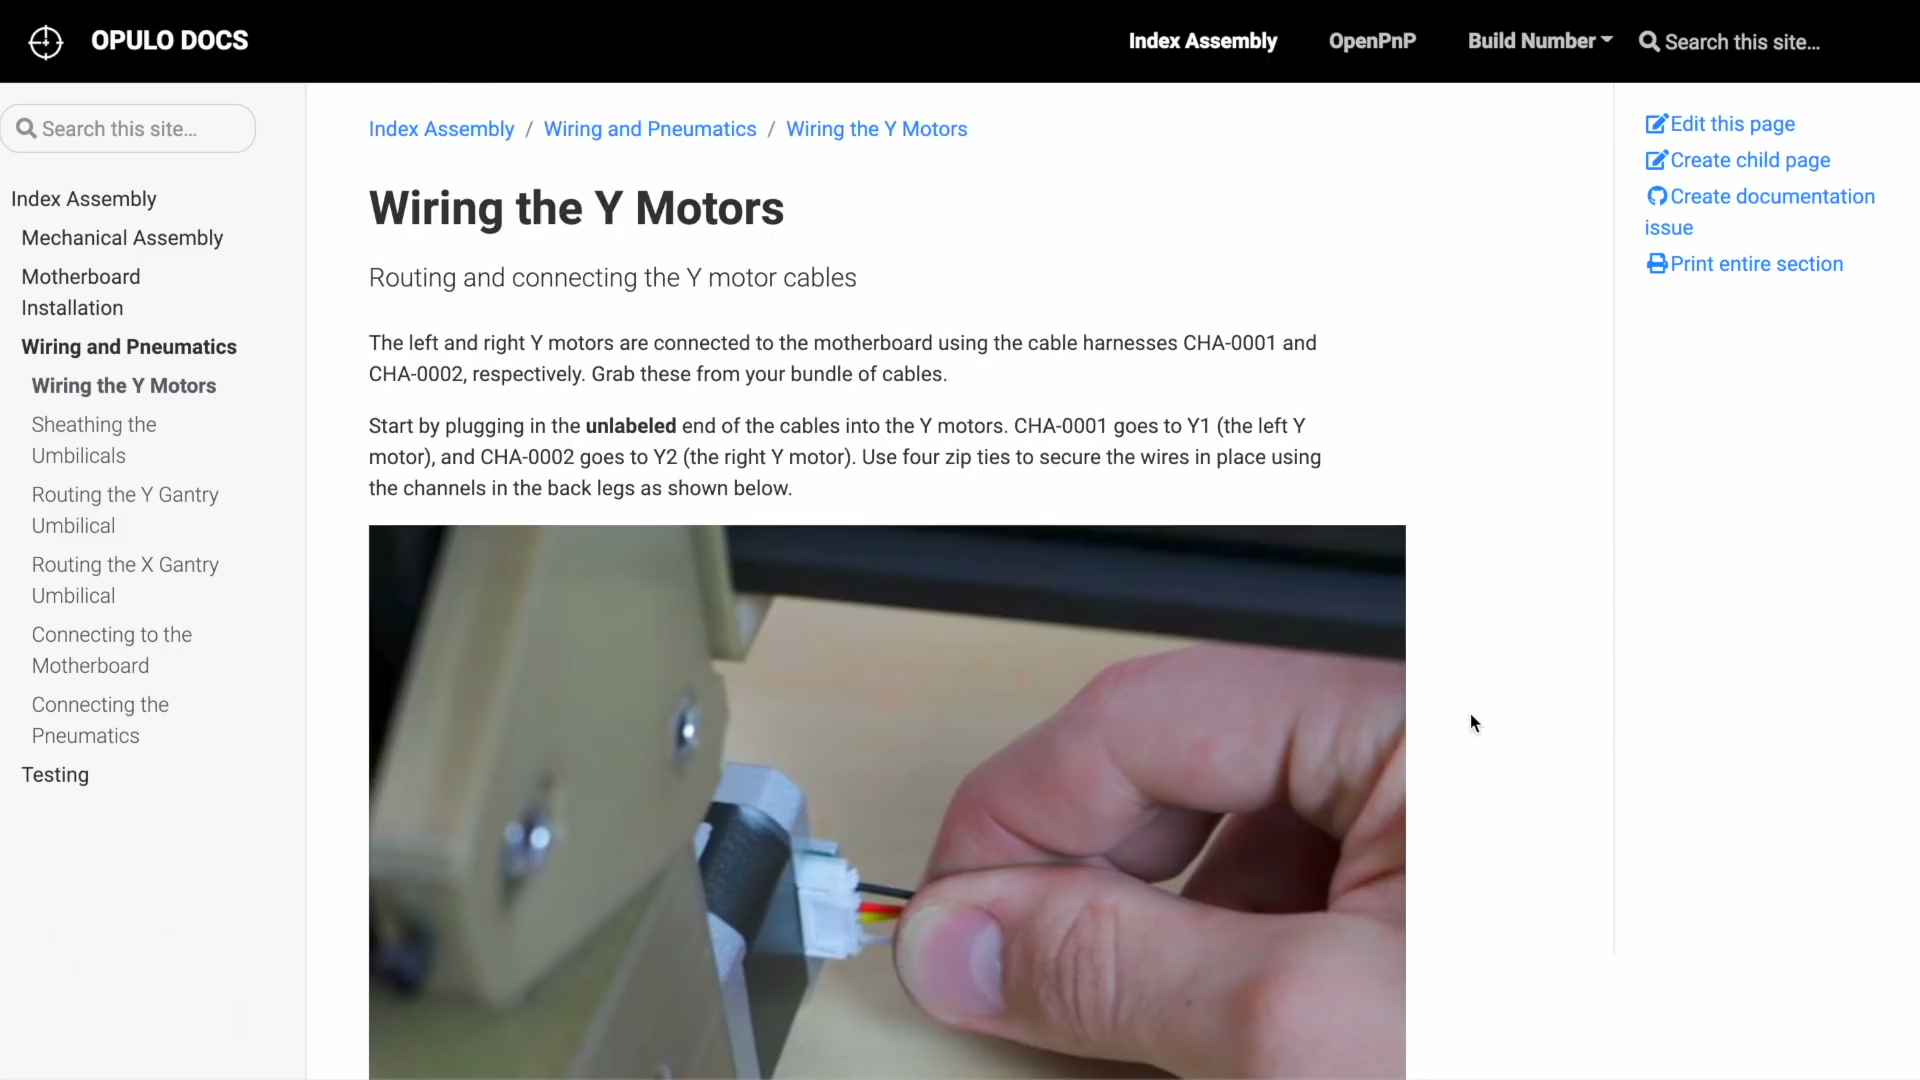 OPULO DOCS
Index Assembly
OpenPnP
Build Number
Search this site…
Search this site…
Index Assembly
Mechanical Assembly
Motherboard
Installation
Wiring and Pneumatics
Wiring the Y Motors
Sheathing the
Umbilicals
Routing the Y Gantry
Umbilical
Routing the X Gantry
Umbilical
Connecting to the
Motherboard
Connecting the
Pneumatics
Testing
Index Assembly / Wiring and Pneumatics / Wiring the Y Motors
Wiring the Y Motors
Routing and connecting the Y motor cables
The left and right Y motors are connected to the motherboard using the cable harnesses CHA-0001 and
CHA-0002, respectively. Grab these from your bundle of cables.
Start by plugging in the unlabeled end of the cables into the Y motors. CHA-0001 goes to Y1 (the left Y
motor), and CHA-0002 goes to Y2 (the right Y motor). Use four zip ties to secure the wires in place using
the channels in the back legs as shown below.
Edit this page
Create child page
Create documentation
issue
Print entire section